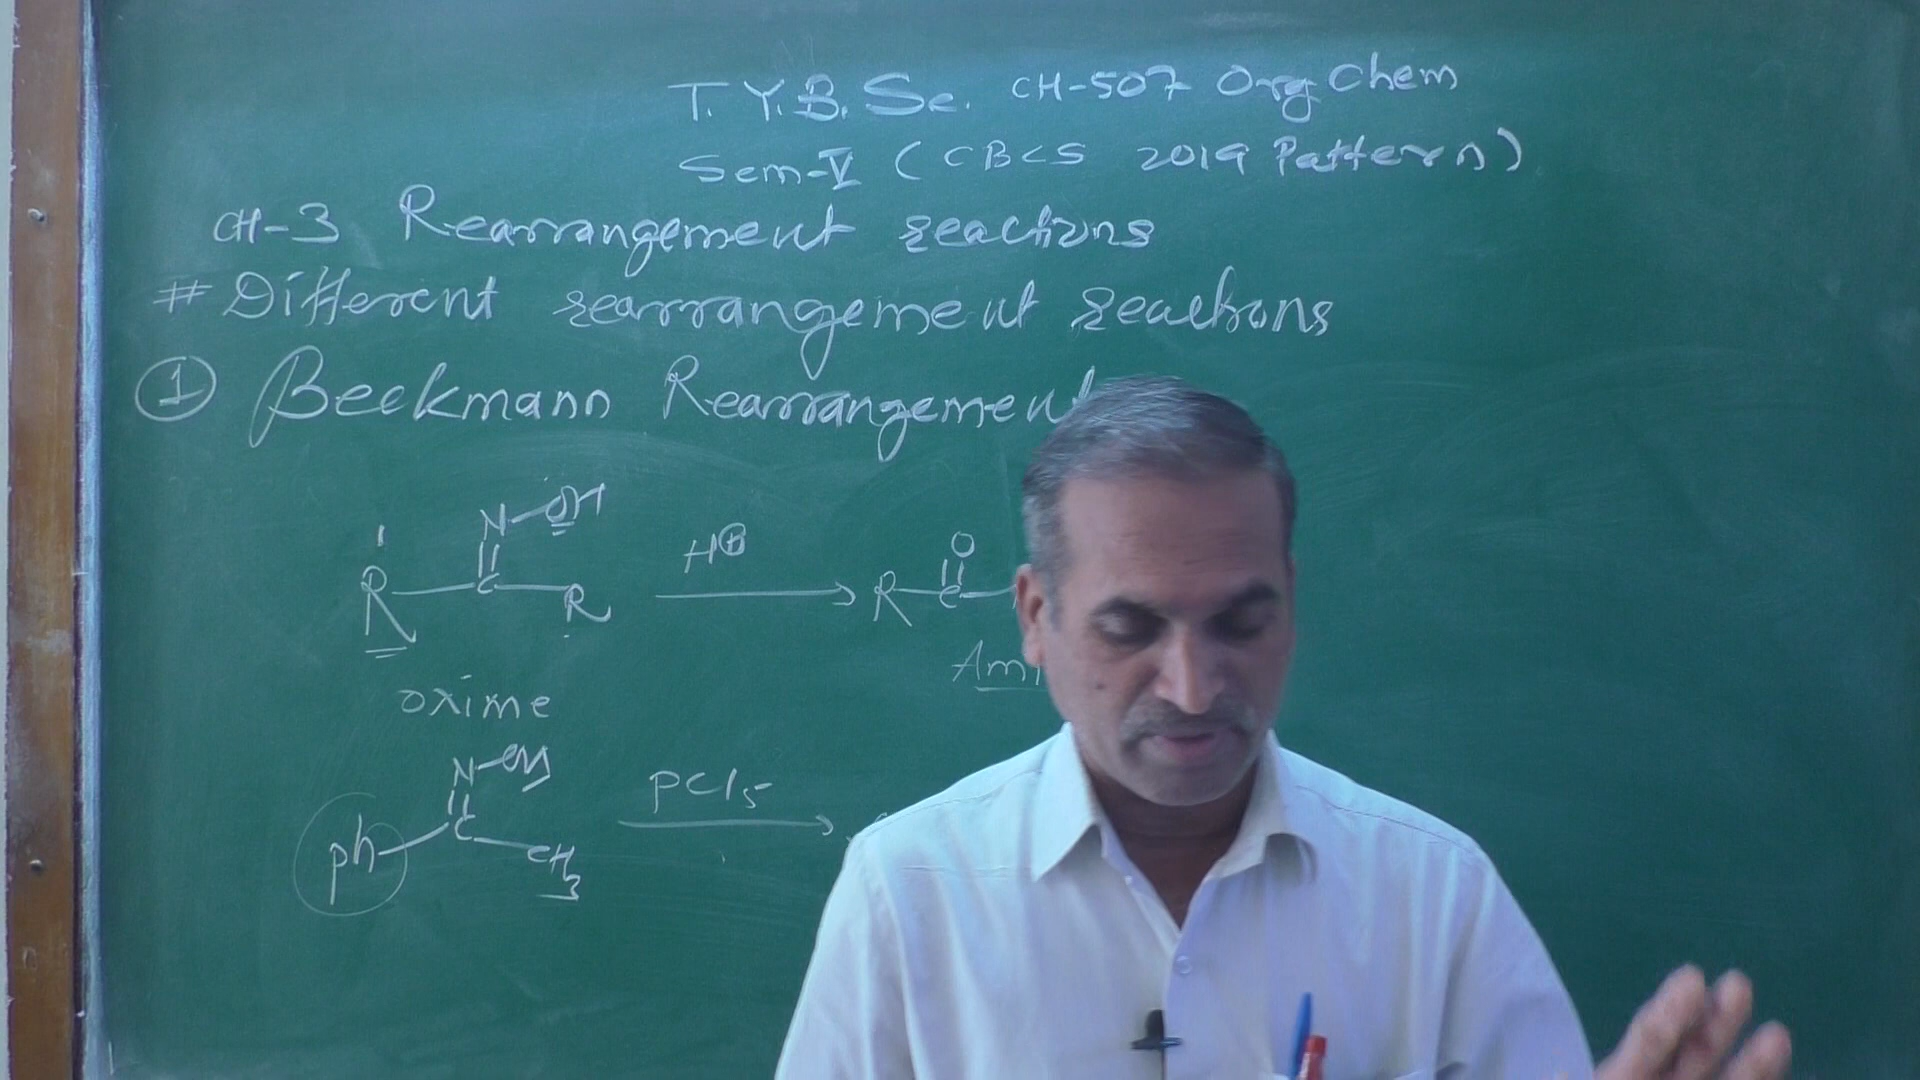 T.Y.B.Sc. CH-507 Org Chem
Sem-V (CBCS 2019 Pattern)
CH-3 Rearrangement reactions
# Different rearrangement reactions
① Beckmann Rearrangement
N-OH
||
R-C-R
H⊕
O
||
R-C-
oxime
N-OH
||
ph-C-CH3
PCl5